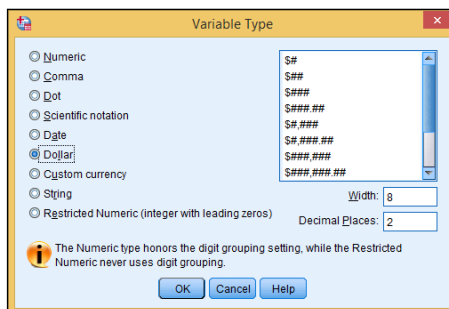 Variable Type
Numeric
Comma
Dot
Scientific notation
Date
Dollar
Custom currency
String
Restricted Numeric (integer with leading zeros)
$#
$##
$###
$###.##
$#,###
$#,###.##
$###,###
$###,###.##
Width: 8
Decimal Places: 2
The Numeric type honors the digit grouping setting, while the Restricted
Numeric never uses digit grouping.
OK Cancel Help